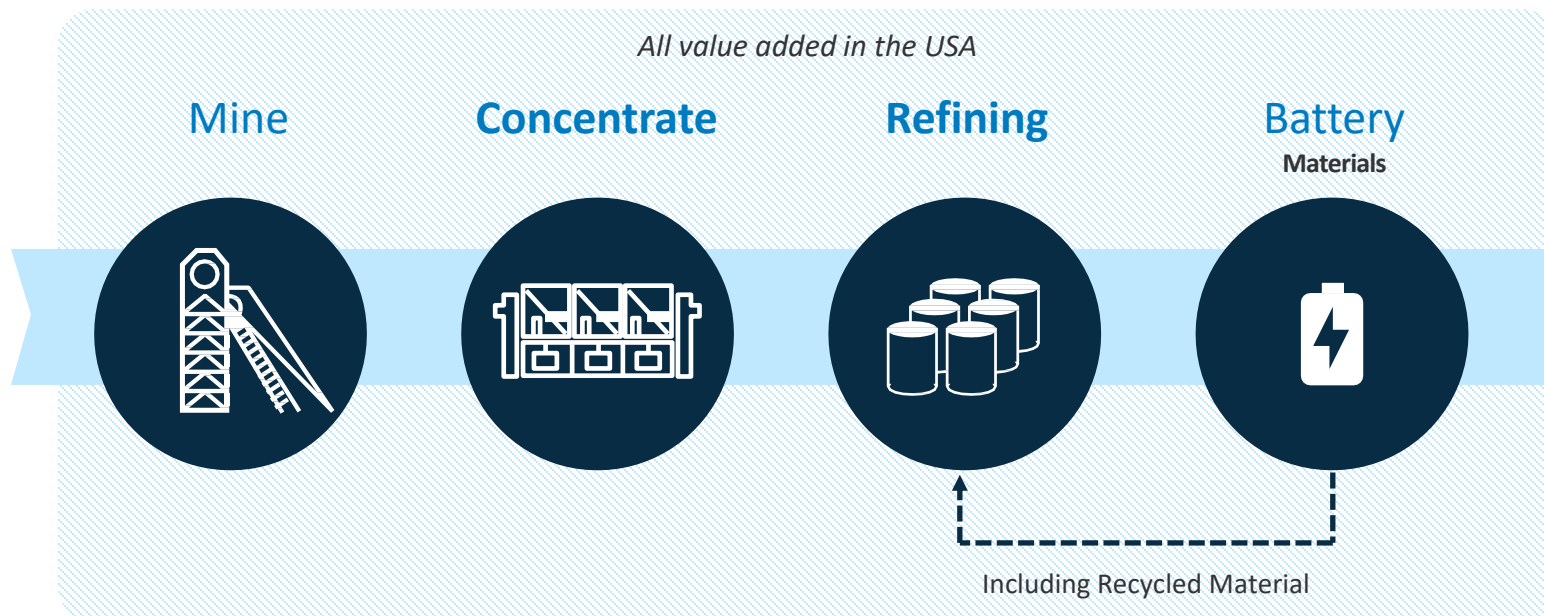 All value added in the USA
Mine
Concentrate
Refining
Battery
Materials
Including Recycled Material